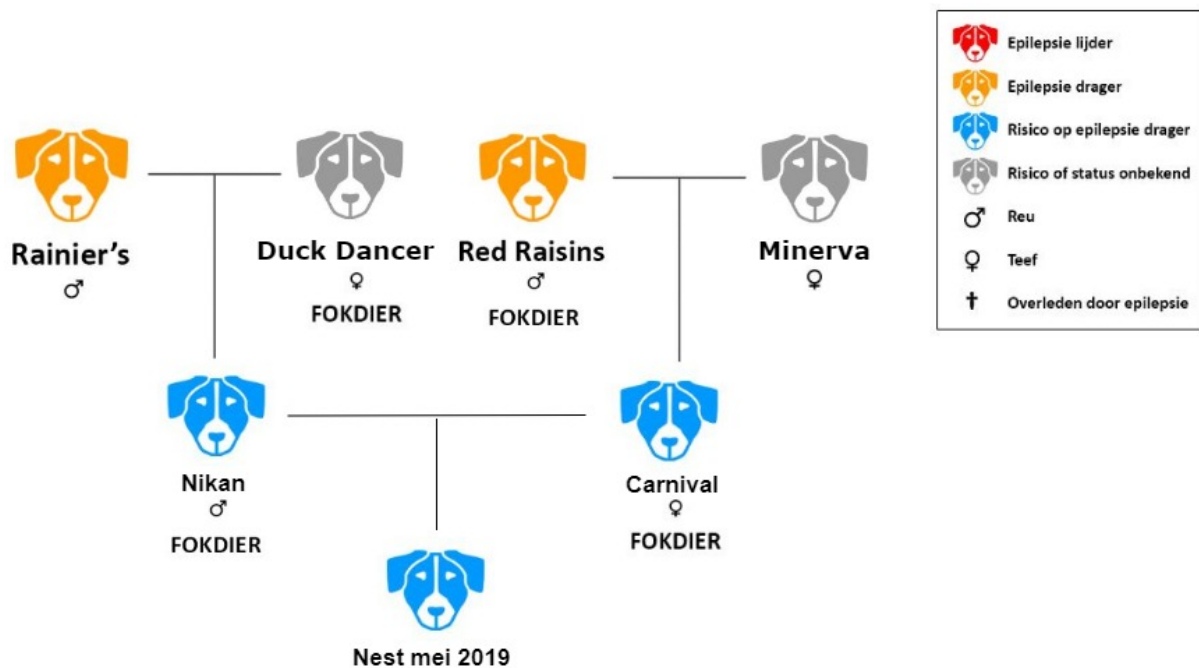 Epilepsie lijder
Epilepsie drager
Risico op epilepsie drager
Risico of status onbekend
♂ Reu
♀ Teef
✝ Overleden door epilepsie
Rainier’s
♂
Duck Dancer
♀
FOKDIER
Red Raisins
♂
FOKDIER
Minerva
♀
Nikan
♂
FOKDIER
Carnival
♀
FOKDIER
Nest mei 2019